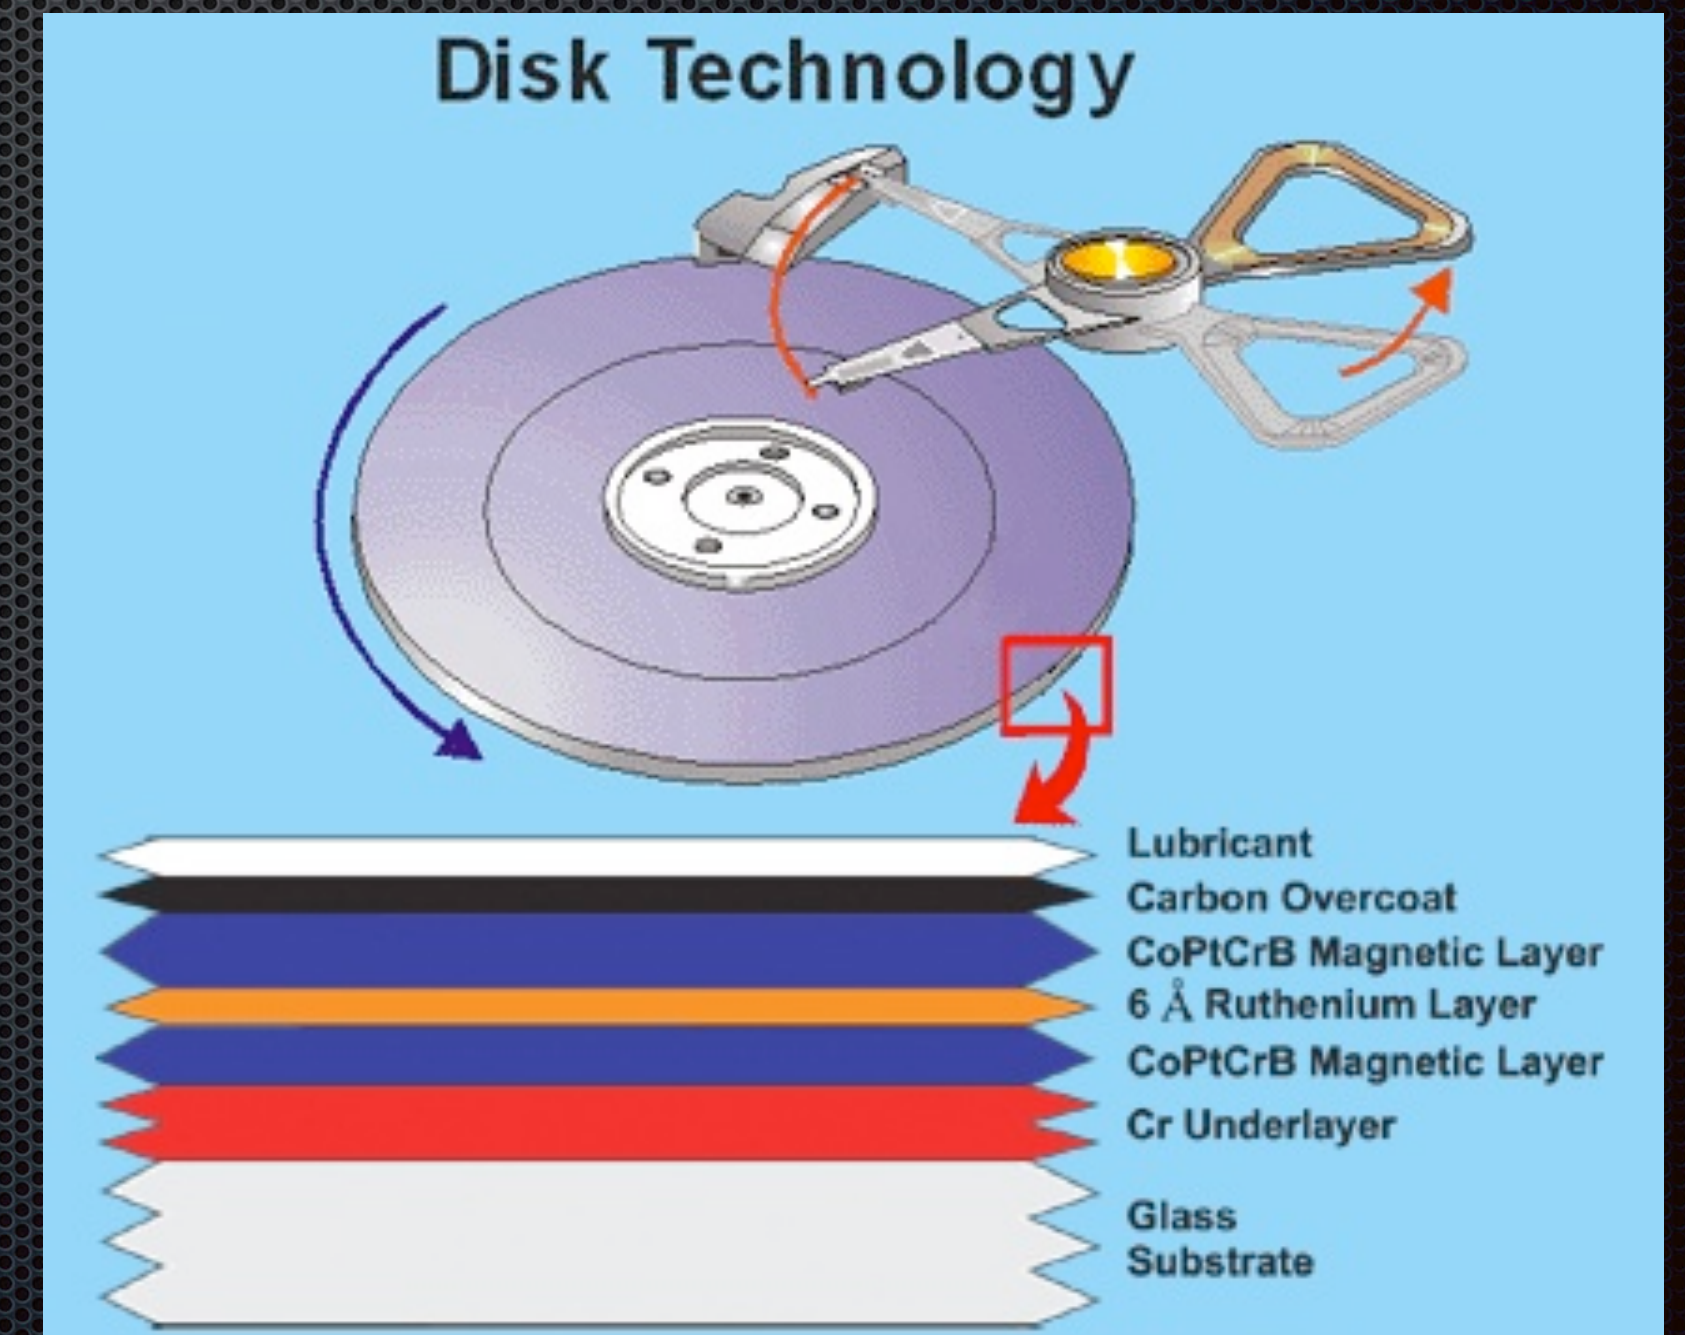 Disk Technology
Lubricant
Carbon Overcoat
CoPtCrB Magnetic Layer
6 Å Ruthenium Layer
CoPtCrB Magnetic Layer
Cr Underlayer
Glass
Substrate